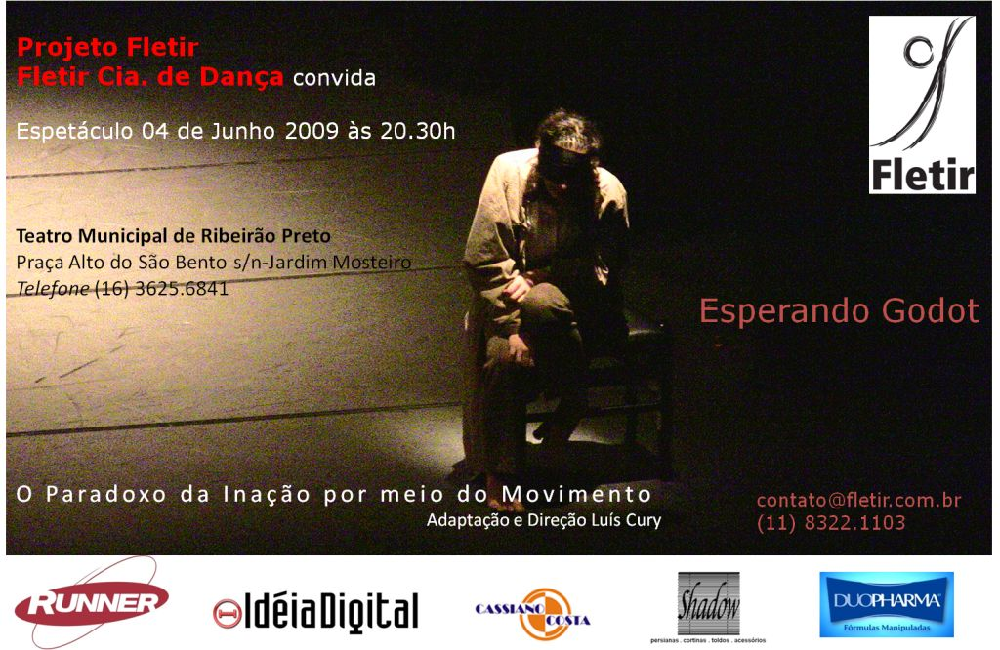 Projeto Fletir
Fletir Cia. de Dança convida
Espetáculo 04 de Junho 2009 às 20.30h
Fletir
Teatro Municipal de Ribeirão Preto
Praça Alto do São Bento s/n-Jardim Mosteiro
Telefone (16) 3625.6841
Esperando Godot
O Paradoxo da Inação por meio do Movimento
Adaptação e Direção Luís Cury
contato@fletir.com.br
(11) 8322.1103
RUNNER
IdéiaDigital
CASSIANO
COSTA
Shadow
persianas . cortinas . toldos . acessórios
DUOPHARMA
Fórmulas Manipuladas